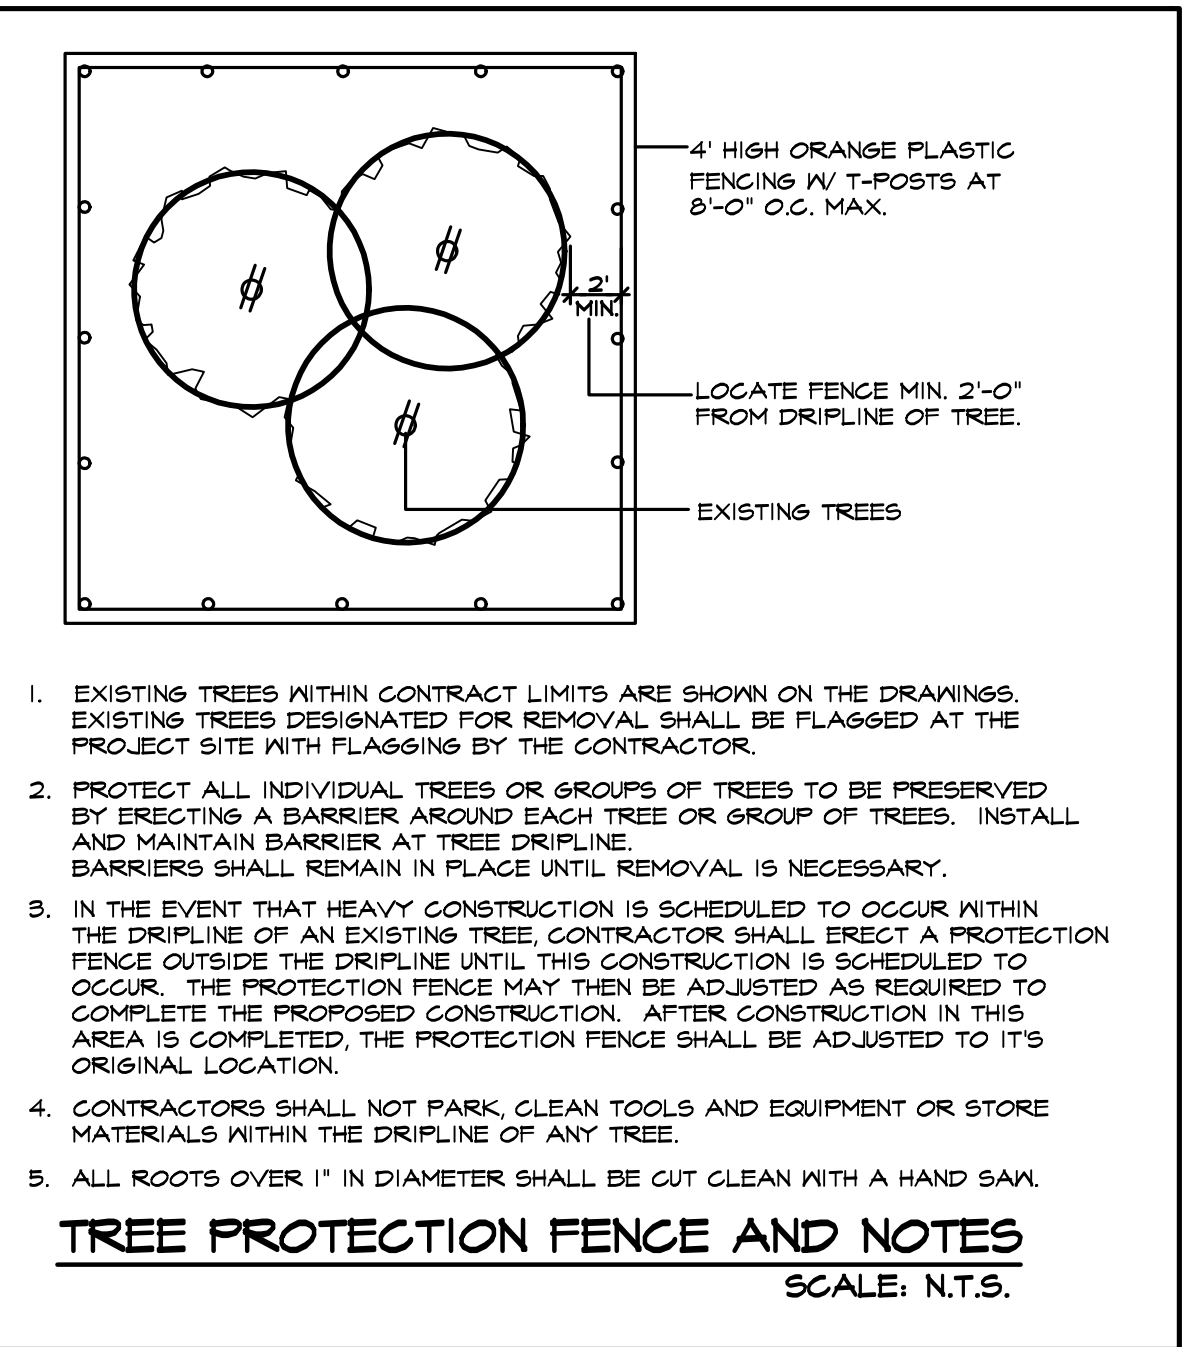 4' HIGH ORANGE PLASTIC
FENCING W/ T-POSTS AT
8'-0" O.C. MAX.
2'
MIN.
LOCATE FENCE MIN. 2'-0"
FROM DRIPLINE OF TREE.
EXISTING TREES
1. EXISTING TREES WITHIN CONTRACT LIMITS ARE SHOWN ON THE DRAWINGS.
EXISTING TREES DESIGNATED FOR REMOVAL SHALL BE FLAGGED AT THE
PROJECT SITE WITH FLAGGING BY THE CONTRACTOR.
2. PROTECT ALL INDIVIDUAL TREES OR GROUPS OF TREES TO BE PRESERVED
BY ERECTING A BARRIER AROUND EACH TREE OR GROUP OF TREES. INSTALL
AND MAINTAIN BARRIER AT TREE DRIPLINE.
BARRIERS SHALL REMAIN IN PLACE UNTIL REMOVAL IS NECESSARY.
3. IN THE EVENT THAT HEAVY CONSTRUCTION IS SCHEDULED TO OCCUR WITHIN
THE DRIPLINE OF AN EXISTING TREE, CONTRACTOR SHALL ERECT A PROTECTION
FENCE OUTSIDE THE DRIPLINE UNTIL THIS CONSTRUCTION IS SCHEDULED TO
OCCUR. THE PROTECTION FENCE MAY THEN BE ADJUSTED AS REQUIRED TO
COMPLETE THE PROPOSED CONSTRUCTION. AFTER CONSTRUCTION IN THIS
AREA IS COMPLETED, THE PROTECTION FENCE SHALL BE ADJUSTED TO IT'S
ORIGINAL LOCATION.
4. CONTRACTORS SHALL NOT PARK, CLEAN TOOLS AND EQUIPMENT OR STORE
MATERIALS WITHIN THE DRIPLINE OF ANY TREE.
5. ALL ROOTS OVER 1" IN DIAMETER SHALL BE CUT CLEAN WITH A HAND SAW.
TREE PROTECTION FENCE AND NOTES
SCALE: N.T.S.